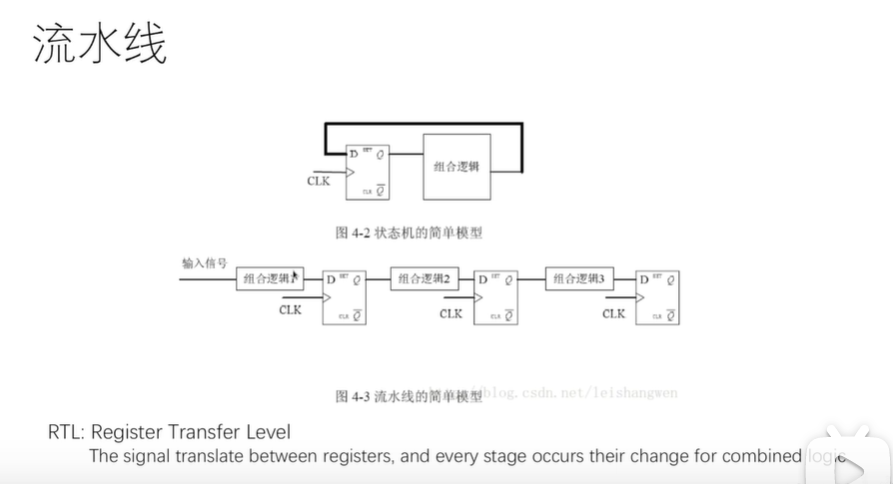 流水线
D SET Q
组合逻辑
CLK
CLR Q
图 4-2 状态机的简单模型
输入信号
组合逻辑1 D SET Q 组合逻辑2 D SET Q 组合逻辑3 D SET Q
CLK CLR Q CLK CLR Q CLK CLR Q
图 4-3 流水线的简单模型
blog.csdn.net/leishangwen
RTL: Register Transfer Level
The signal translate between registers, and every stage occurs their change for combined logic